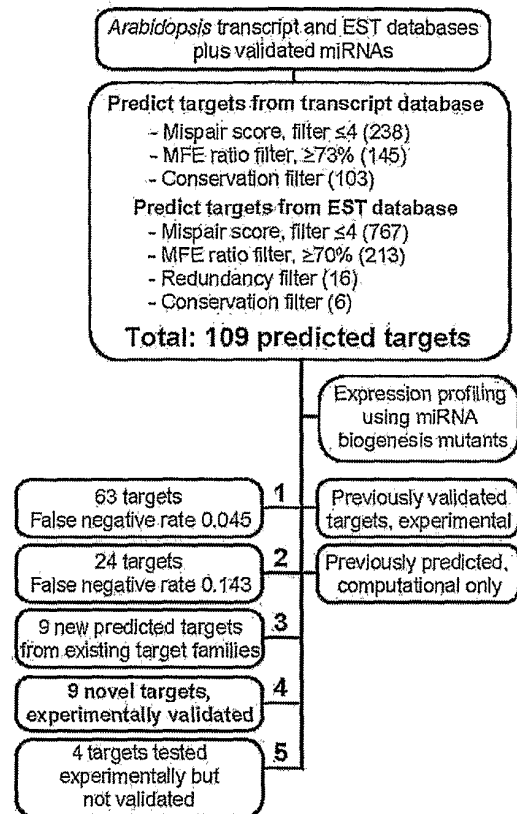 Arabidopsis transcript and EST databases
plus validated miRNAs
Predict targets from transcript database
- Mispair score, filter ≤4 (238)
- MFE ratio filter, ≥73% (145)
- Conservation filter (103)
Predict targets from EST database
- Mispair score, filter ≤4 (767)
- MFE ratio filter, ≥70% (213)
- Redundancy filter (16)
- Conservation filter (6)
Total: 109 predicted targets
Expression profiling
using miRNA
biogenesis mutants
63 targets
False negative rate 0.045
1
Previously validated
targets, experimental
24 targets
False negative rate 0.143
2
Previously predicted,
computational only
9 new predicted targets
from existing target families
3
9 novel targets,
experimentally validated
4
4 targets tested
experimentally but
not validated
5